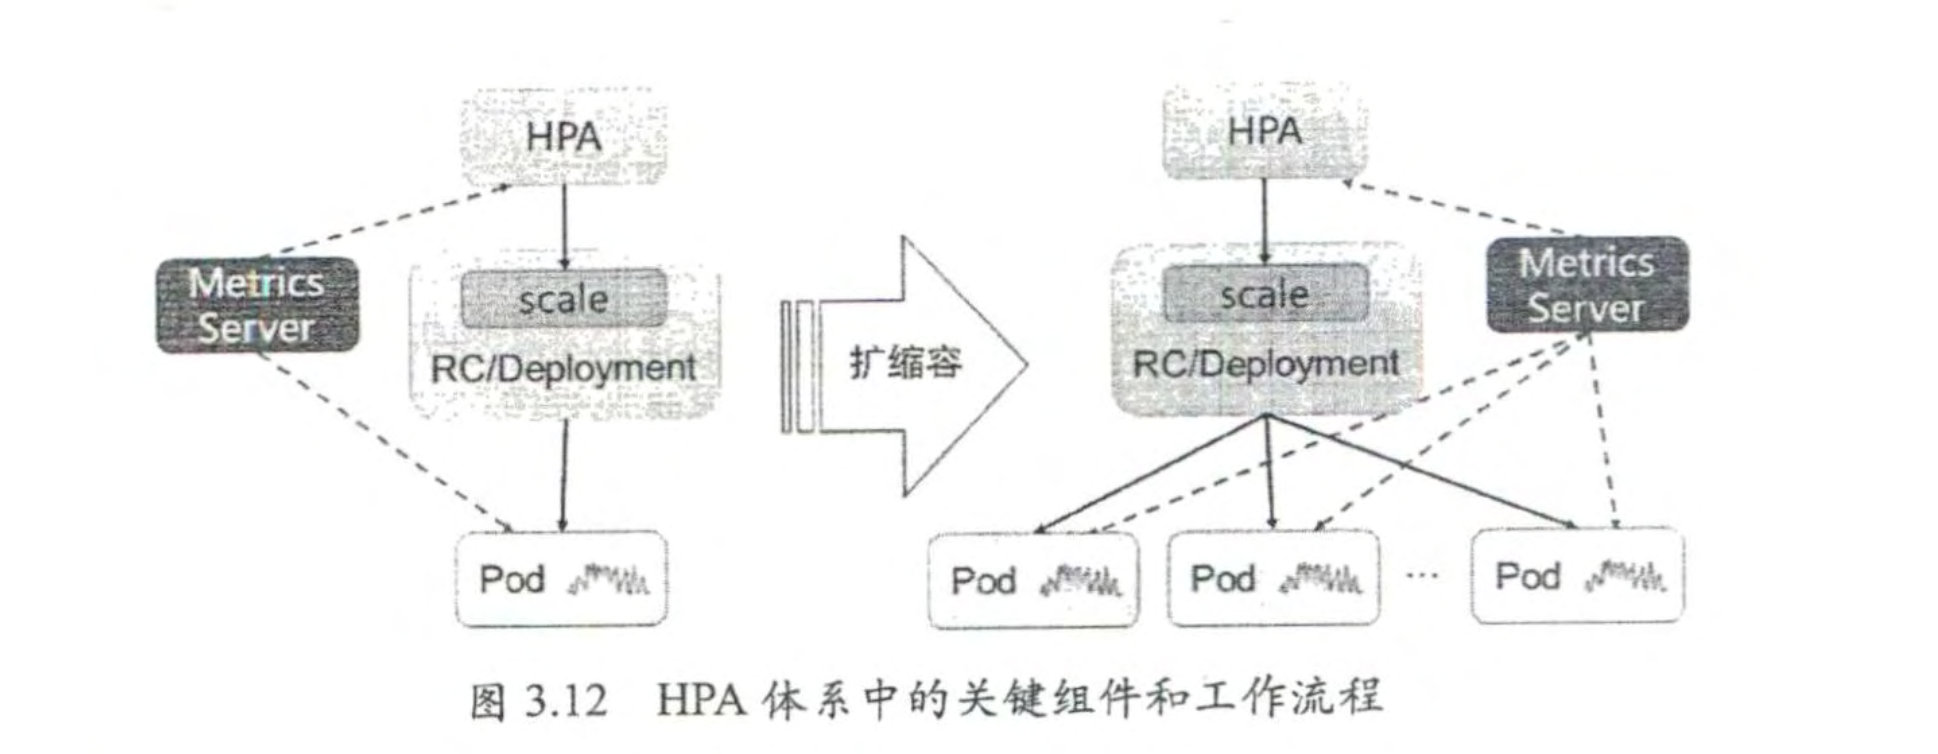 HPA
Metrics
Server
scale
RC/Deployment
Pod
扩缩容
HPA
Metrics
Server
scale
RC/Deployment
Pod
Pod
...
Pod
图 3.12 HPA 体系中的关键组件和工作流程